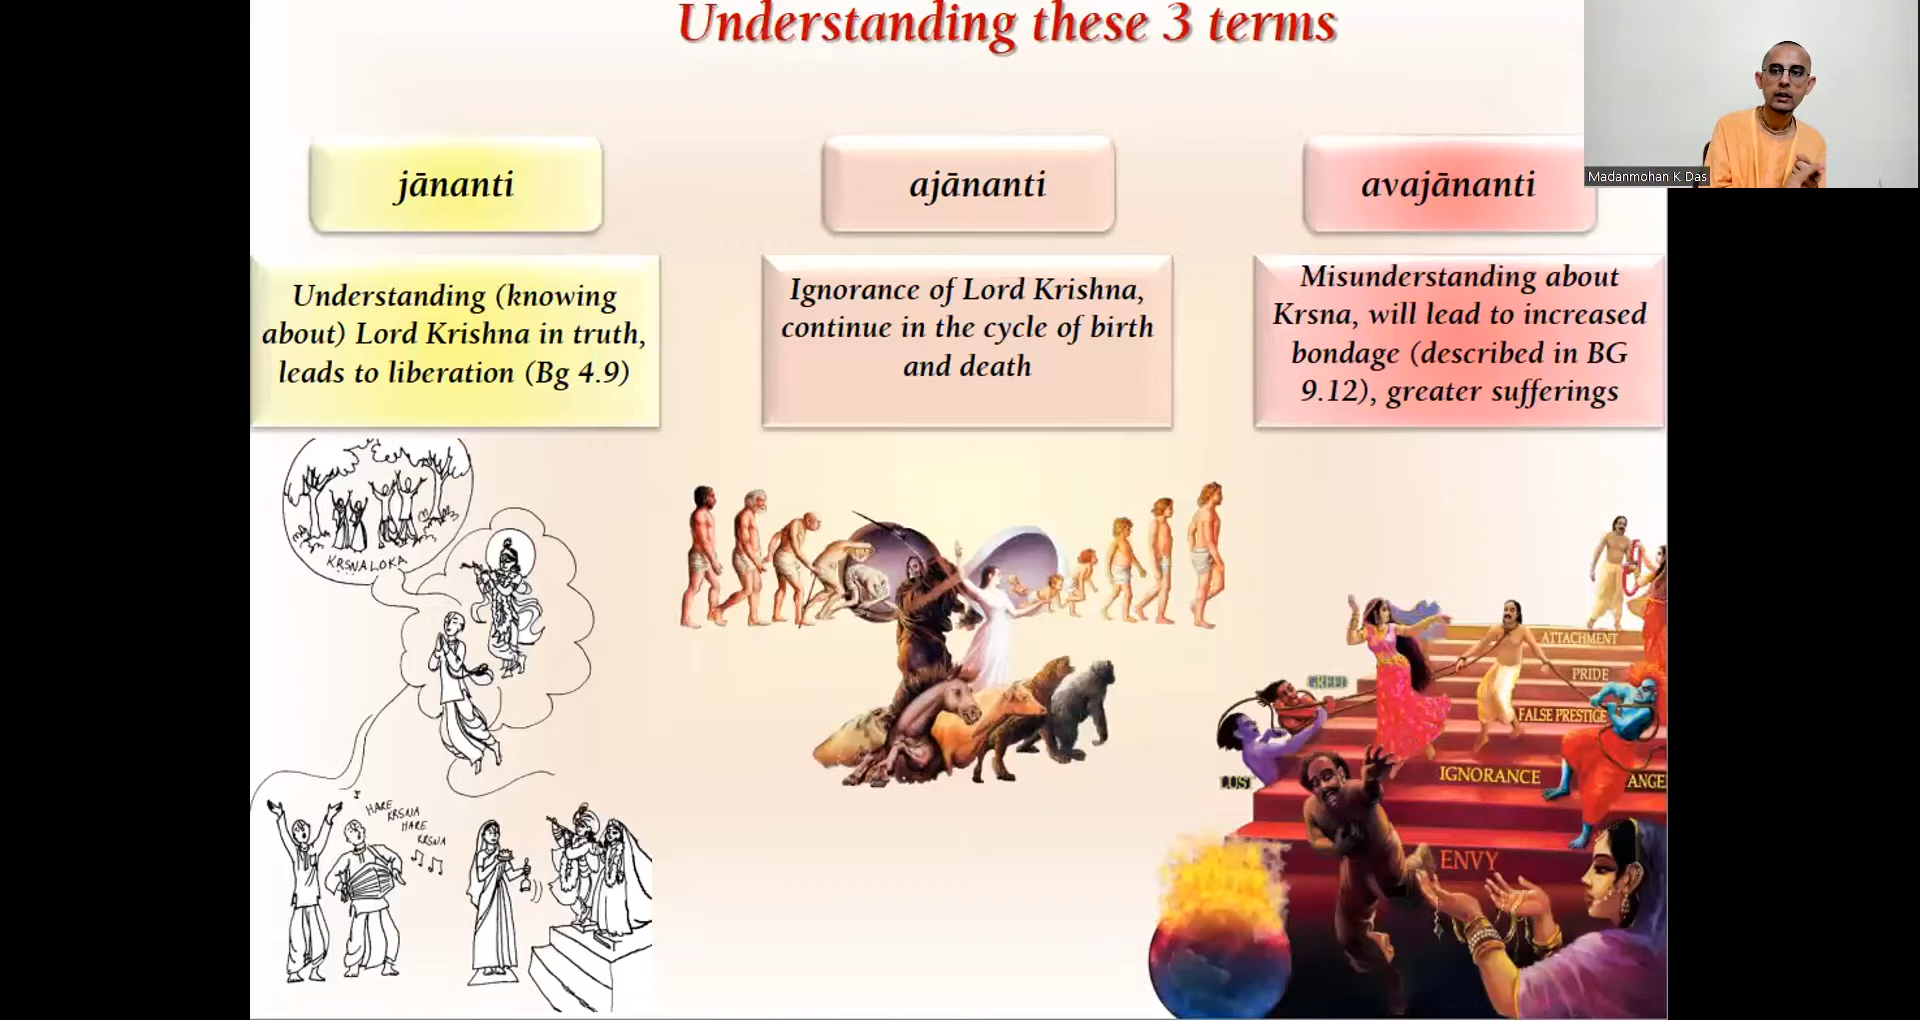 Understanding these 3 terms
Madanmohan K Das
jānanti
ajānanti
avajānanti
Understanding (knowing
about) Lord Krishna in truth,
leads to liberation (Bg 4.9)
Ignorance of Lord Krishna,
continue in the cycle of birth
and death
Misunderstanding about
Krsna, will lead to increased
bondage (described in BG
9.12), greater sufferings
KRSNALOKA
HARE
KRSNA
HARE
KRSNA
ATTACHMENT
PRIDE
GREED
FALSE PRESTIGE
IGNORANCE
LUST
ANGE
ENVY